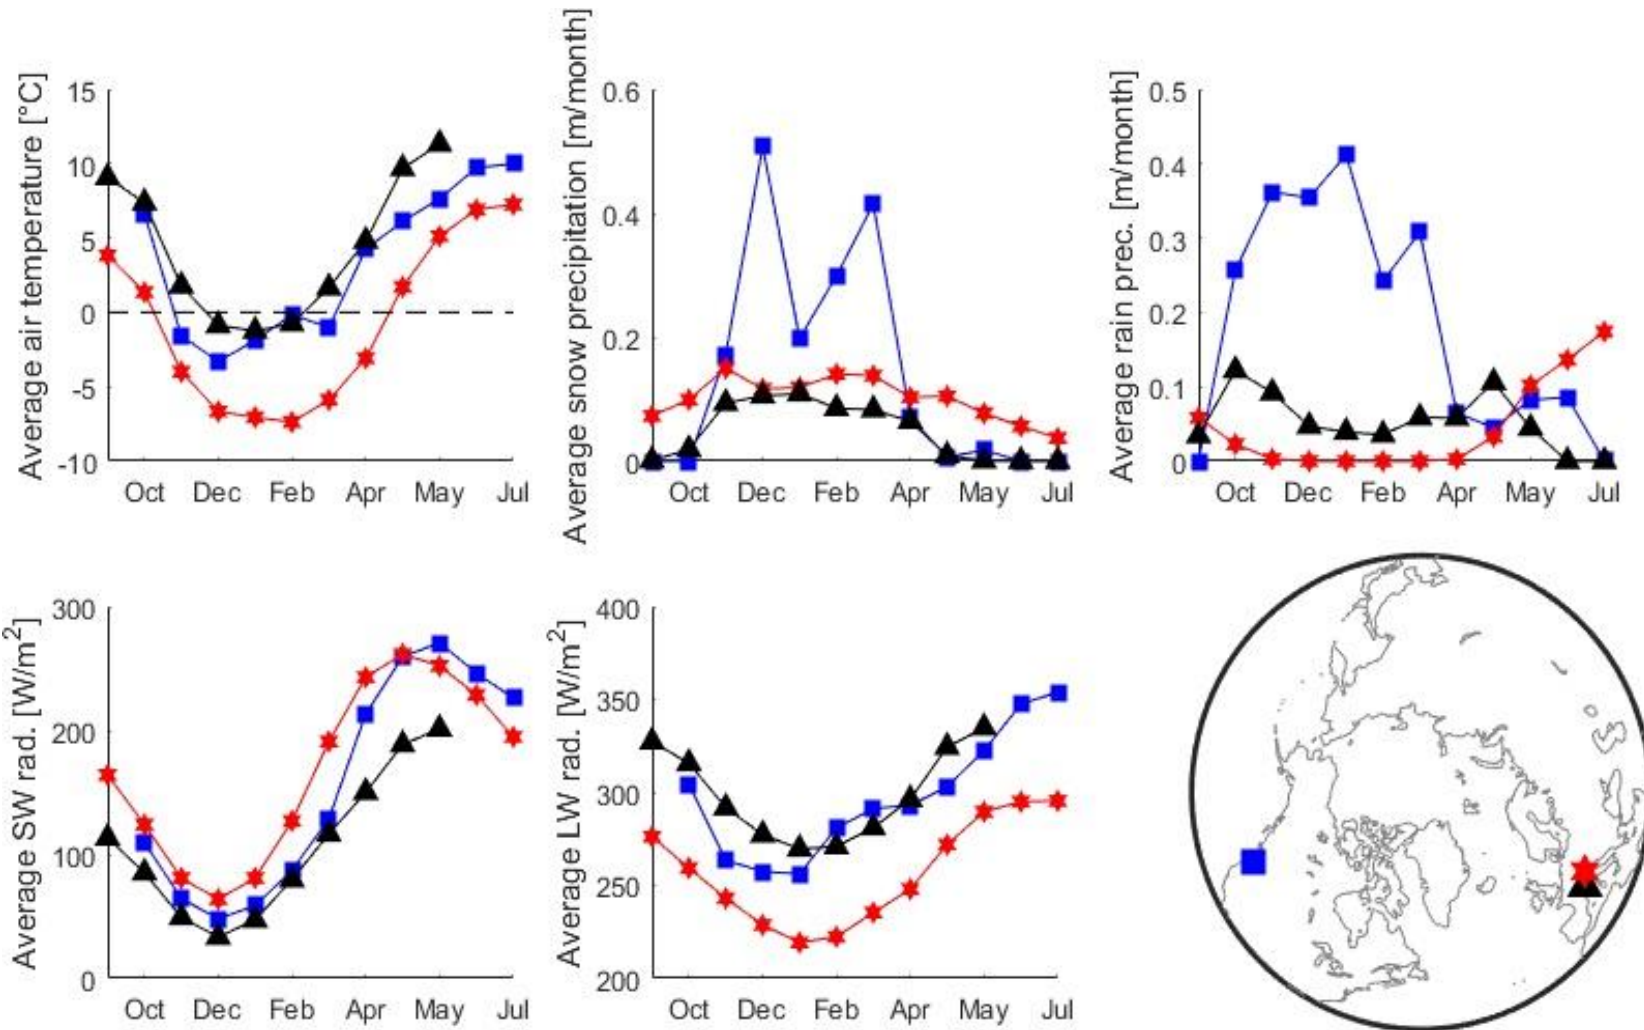 Average air temperature [°C]
15
10
5
0
-5
-10
Oct Dec Feb Apr May Jul
Average snow precipitation [m/month]
0.6
0.4
0.2
0
Oct Dec Feb Apr May Jul
Average rain prec. [m/month]
0.5
0.4
0.3
0.2
0.1
0
Oct Dec Feb Apr May Jul
Average SW rad. [W/m²]
300
200
100
0
Oct Dec Feb Apr May Jul
Average LW rad. [W/m²]
400
350
300
250
200
Oct Dec Feb Apr May Jul